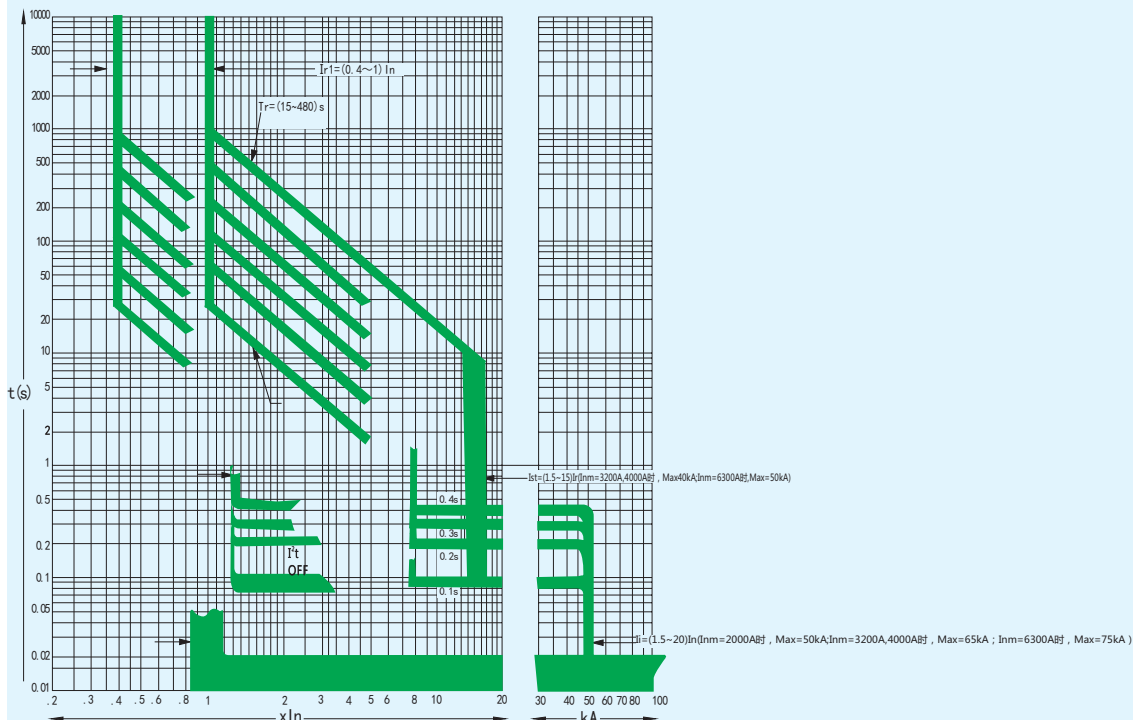 10000
5000
2000
1000
500
200
100
50
20
10
5
2
1
0.5
0.2
0.1
0.05
0.02
0.01
t(s)
Ir1=(0.4～1)In
Tr=(15~480)s
Ist=(1.5~15)Ir(Inm=3200A,4000A时，Max40kA;Inm=6300A时,Max=50kA)
0.4s
0.3s
0.2s
0.1s
I²t
OFF
Ii=(1.5~20)In(Inm=2000A时，Max=50kA;Inm=3200A,4000A时，Max=65kA；Inm=6300A时，Max=75kA)
.2 .3 .4 .5 .6 .8 1 2 3 4 5 6 8 10 20 30 40 50 60 70 80 100
xIn kA